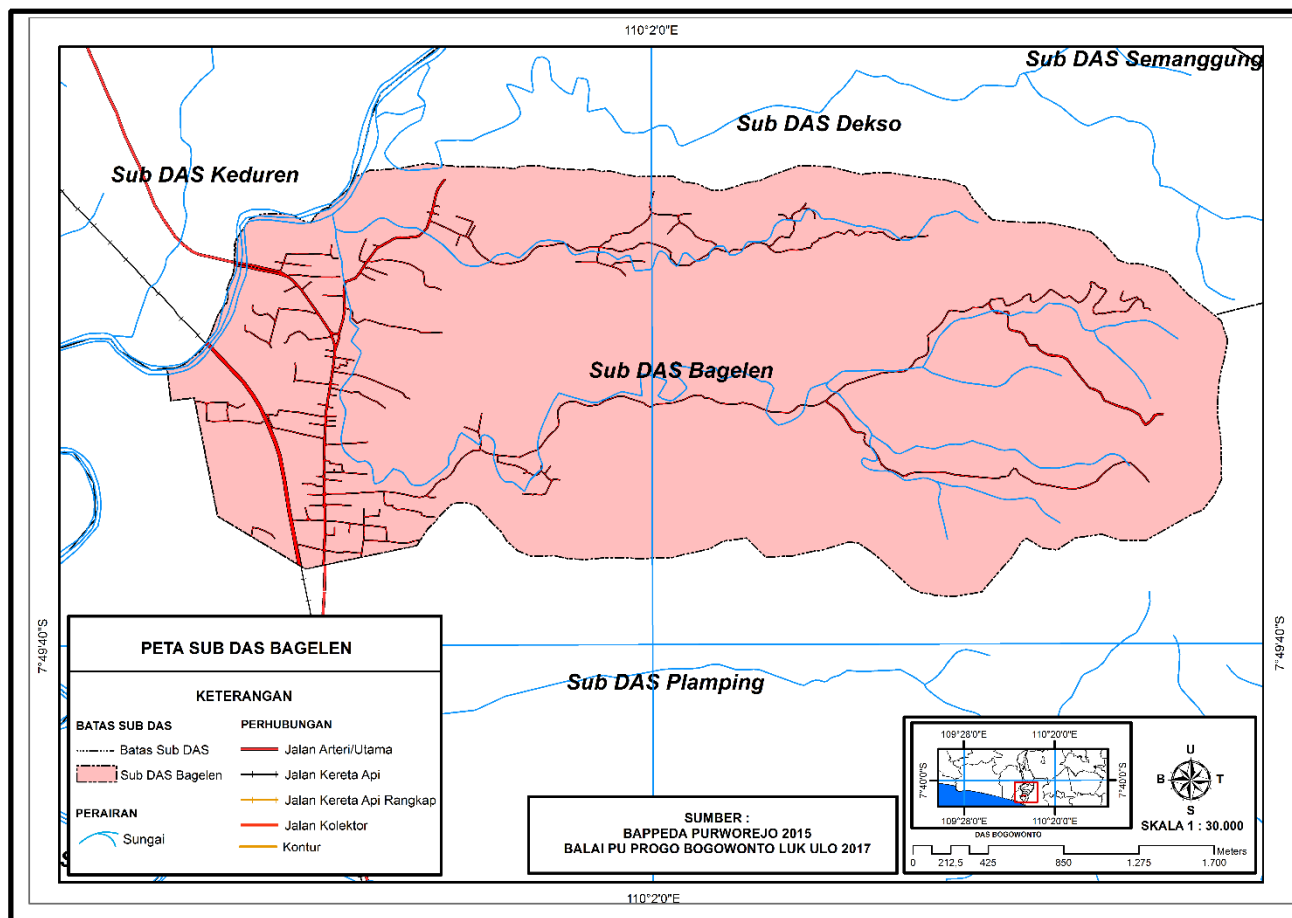 110°2'0"E
Sub DAS Semanggung
Sub DAS Dekso
Sub DAS Keduren
Sub DAS Bagelen
7°49'40"S
7°49'40"S
Sub DAS Plamping
PETA SUB DAS BAGELEN
KETERANGAN
BATAS SUB DAS
Batas Sub DAS
Sub DAS Bagelen
PERAIRAN
Sungai
PERHUBUNGAN
Jalan Arteri/Utama
Jalan Kereta Api
Jalan Kereta Api Rangkap
Jalan Kolektor
Kontur
SUMBER :
BAPPEDA PURWOREJO 2015
BALAI PU PROGO BOGOWONTO LUK ULO 2017
109°28'0"E 110°20'0"E
7°40'0"S 7°40'0"S
109°28'0"E 110°20'0"E
DAS BOGOWONTO
U
B T
S
SKALA 1 : 30.000
Meters
0 212.5 425 850 1.275 1.700
110°2'0"E